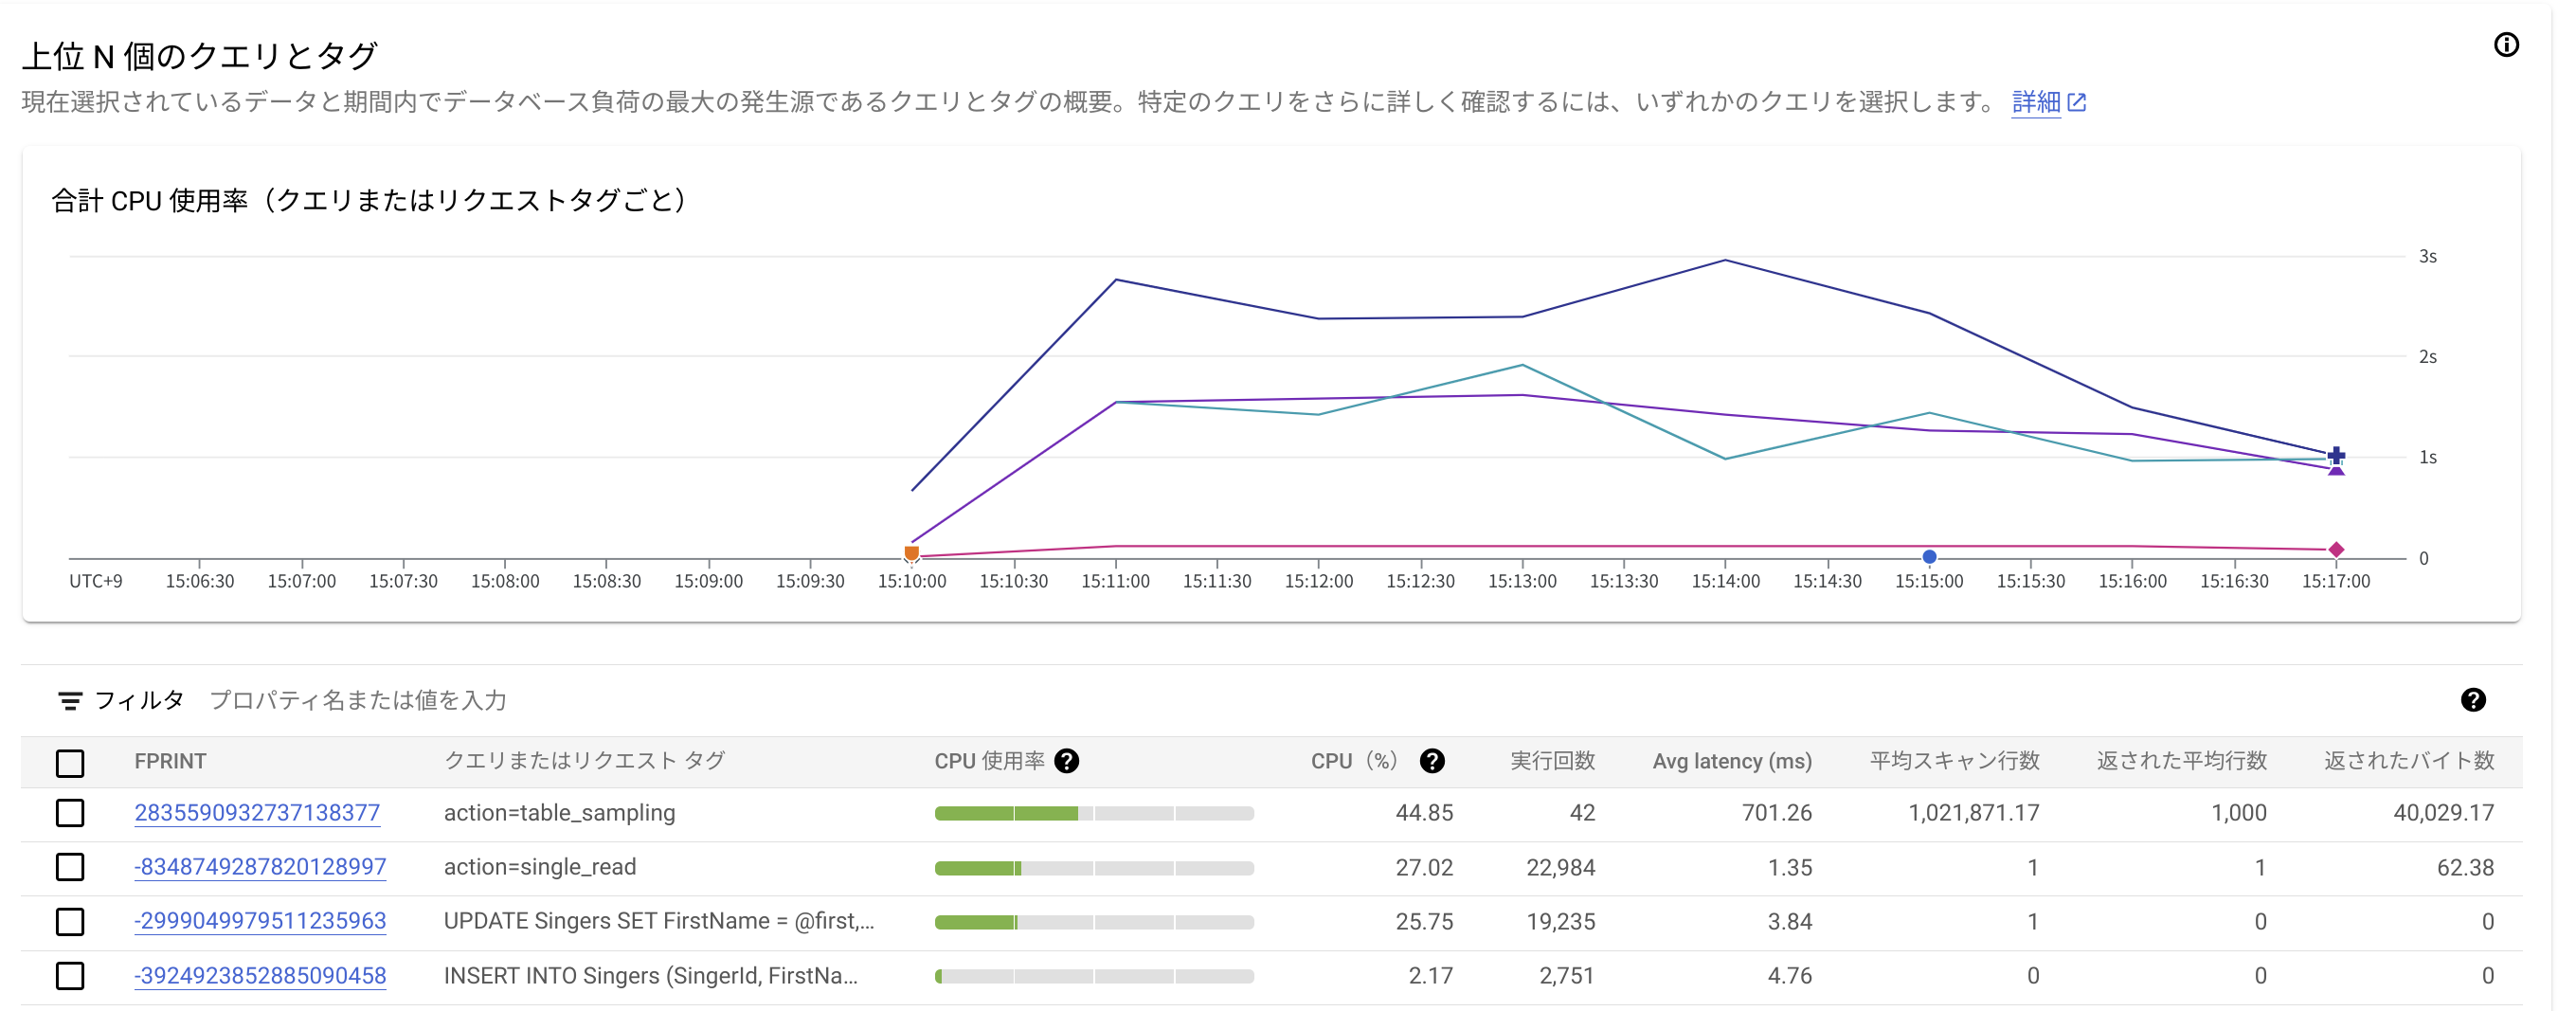 上位 N 個のクエリとタグ
現在選択されているデータと期間内でデータベース負荷の最大の発生源であるクエリとタグの概要。特定のクエリをさらに詳しく確認するには、いずれかのクエリを選択します。 詳細
合計 CPU 使用率（クエリまたはリクエストタグごと）
3s
2s
1s
0
UTC+9 15:06:30 15:07:00 15:07:30 15:08:00 15:08:30 15:09:00 15:09:30 15:10:00 15:10:30 15:11:00 15:11:30 15:12:00 15:12:30 15:13:00 15:13:30 15:14:00 15:14:30 15:15:00 15:15:30 15:16:00 15:16:30 15:17:00
フィルタ プロパティ名または値を入力
FPRINT クエリまたはリクエスト タグ CPU 使用率 CPU（%） 実行回数 Avg latency (ms) 平均スキャン行数 返された平均行数 返されたバイト数
2835590932737138377 action=table_sampling 44.85 42 701.26 1,021,871.17 1,000 40,029.17
-8348749287820128997 action=single_read 27.02 22,984 1.35 1 1 62.38
-2999049979511235963 UPDATE Singers SET FirstName = @first,... 25.75 19,235 3.84 1 0 0
-3924923852885090458 INSERT INTO Singers (SingerId, FirstNa... 2.17 2,751 4.76 0 0 0